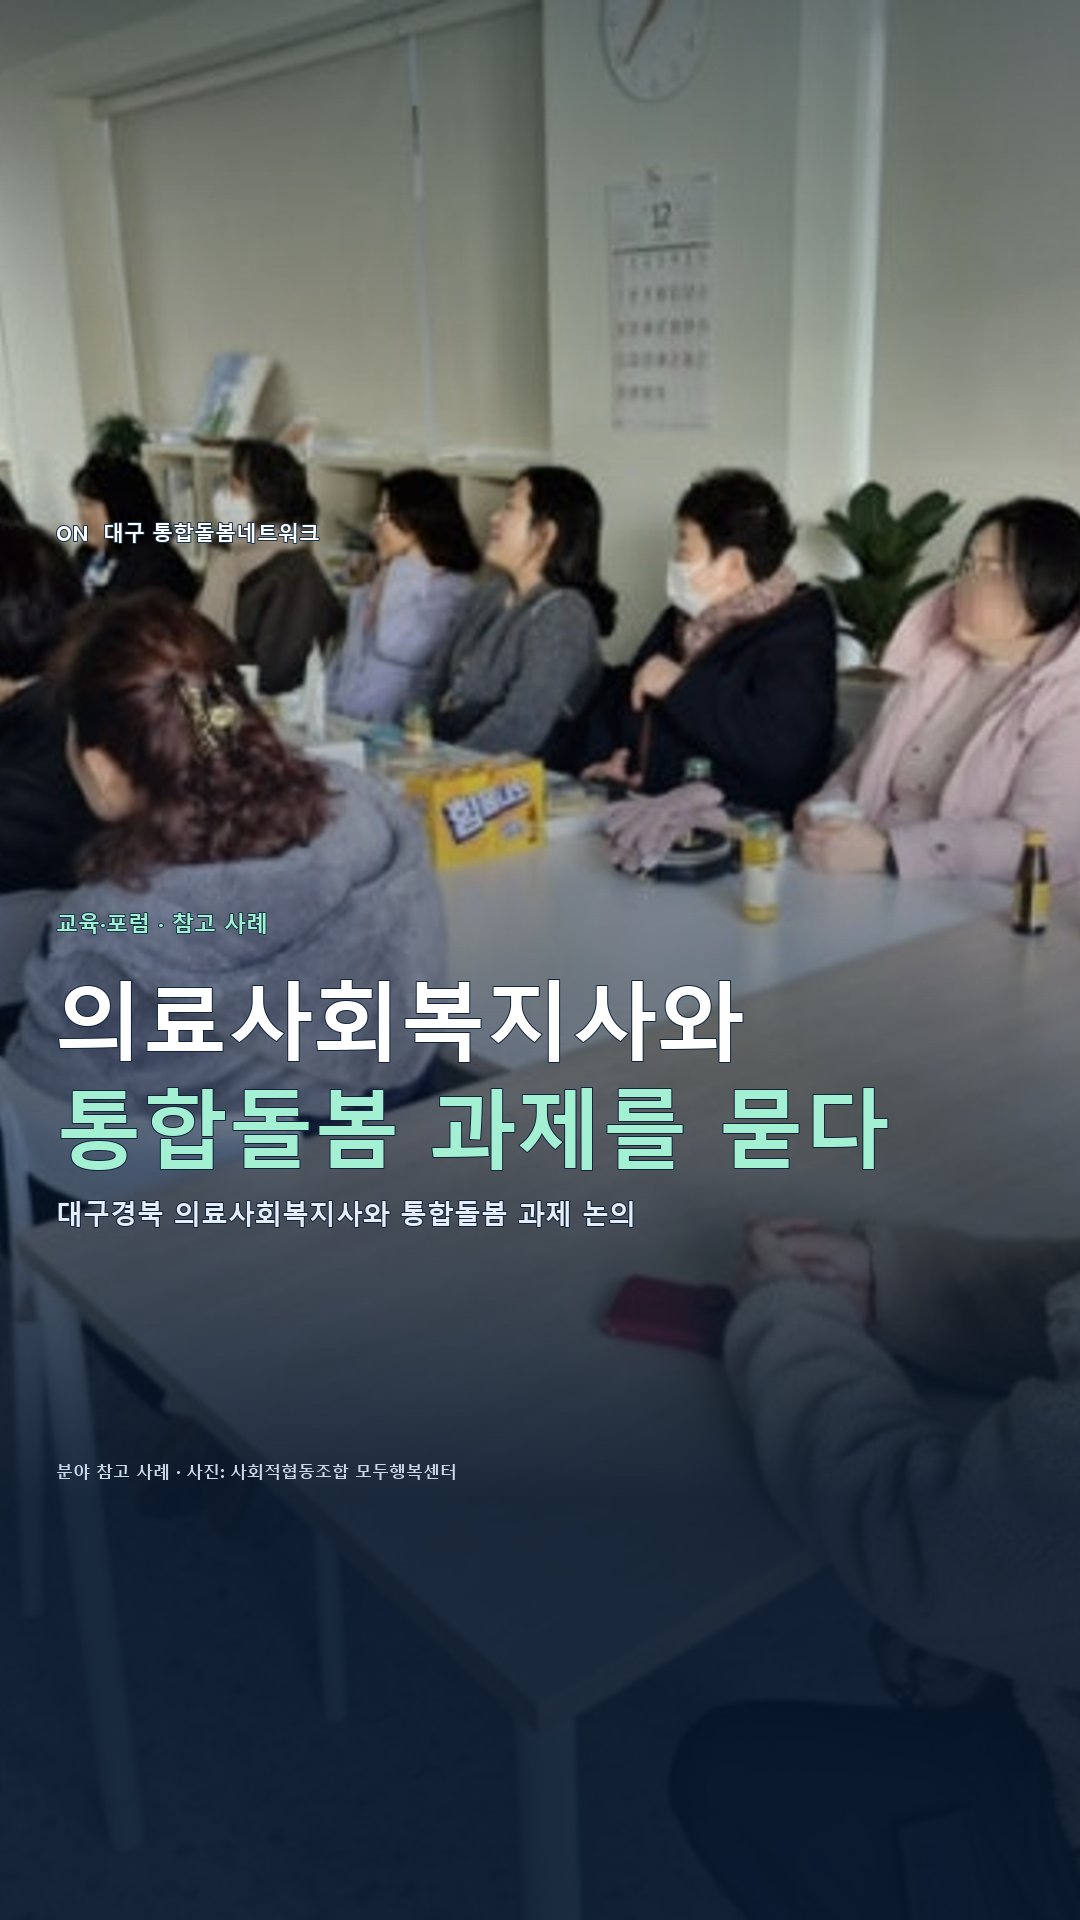 12
ON 대구 통합돌봄네트워크
교육·포럼 · 참고 사례
의료사회복지사와
통합돌봄 과제를 묻다
대구경북 의료사회복지사와 통합돌봄 과제 논의
분야 참고 사례 · 사진: 사회적협동조합 모두행복센터